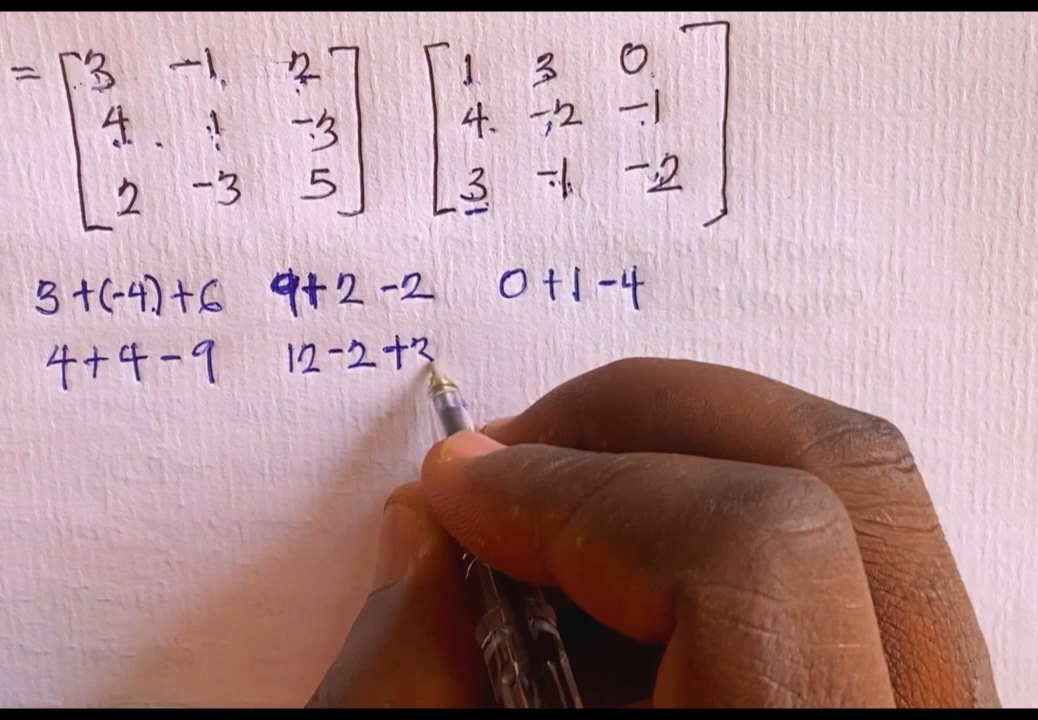 = [3 -1 2] [1 3 0]
[4 1 -3] [4 -2 -1]
[2 -3 5] [3 -1 -2]
3 +(-4)+6 9+2 -2 0 +1 -4
4 + 4 - 9 12 -2 +3